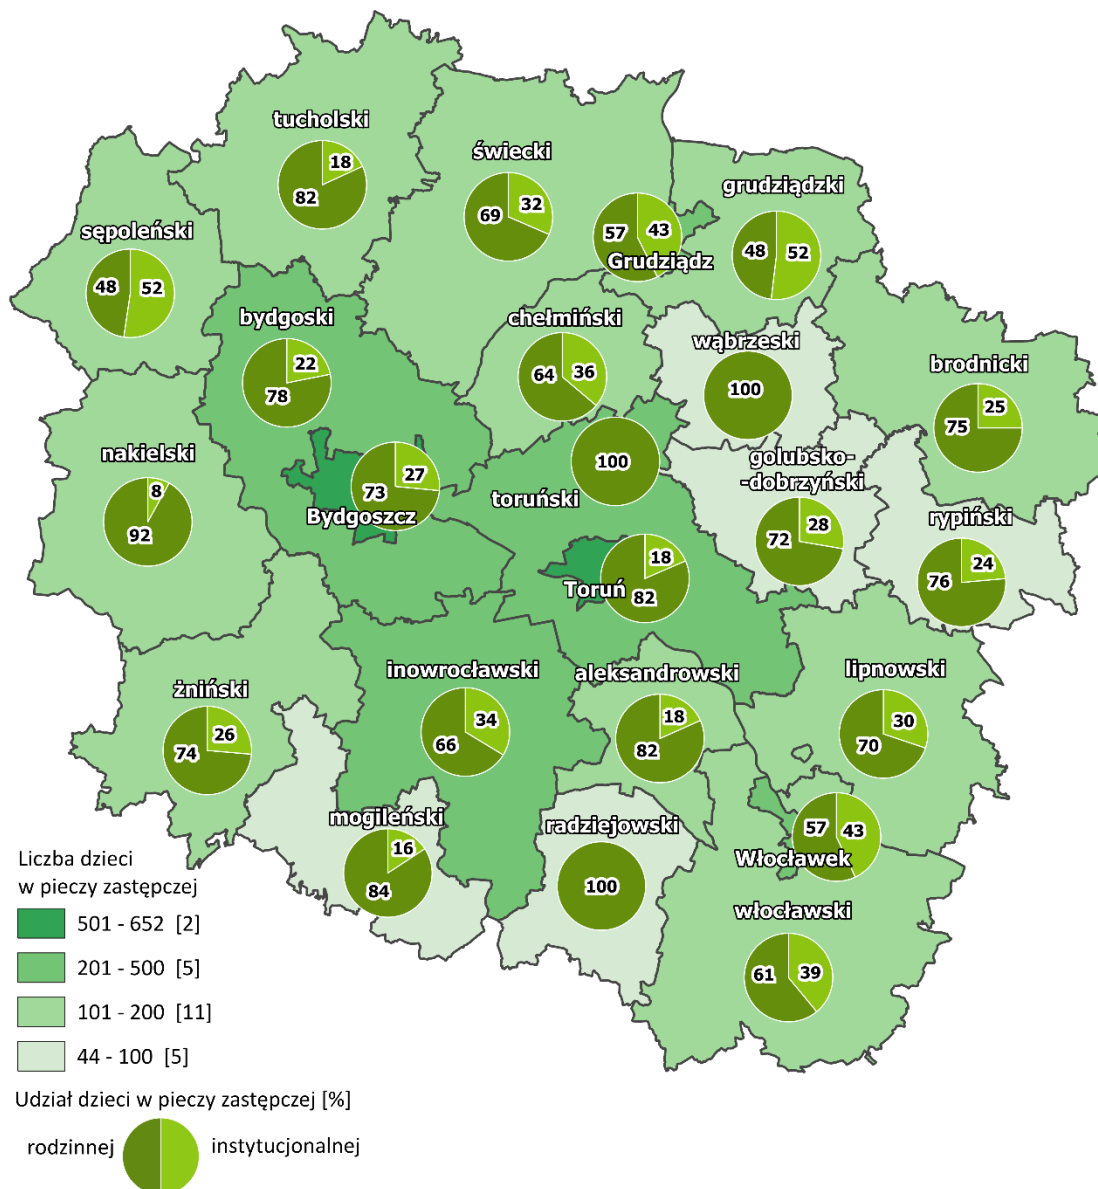 tucholski
18
82
świecki
32
69
grudziądzki
52
48
57
43
Grudziądz
sępoleński
48
52
bydgoski
22
78
chełmiński
64
36
wąbrzeski
100
brodnicki
25
75
nakielski
8
92
27
73
Bydgoszcz
100
toruński
golubsko-
-dobrzyński
28
72
rypiński
24
76
18
82
Toruń
żniński
26
74
inowrocławski
34
66
aleksandrowski
18
82
lipnowski
30
70
mogileński
16
84
radziejowski
100
57
43
Włocławek
włocławski
61
39
Liczba dzieci
w pieczy zastępczej
501 - 652 [2]
201 - 500 [5]
101 - 200 [11]
44 - 100 [5]
Udział dzieci w pieczy zastępczej [%]
rodzinnej
instytucjonalnej